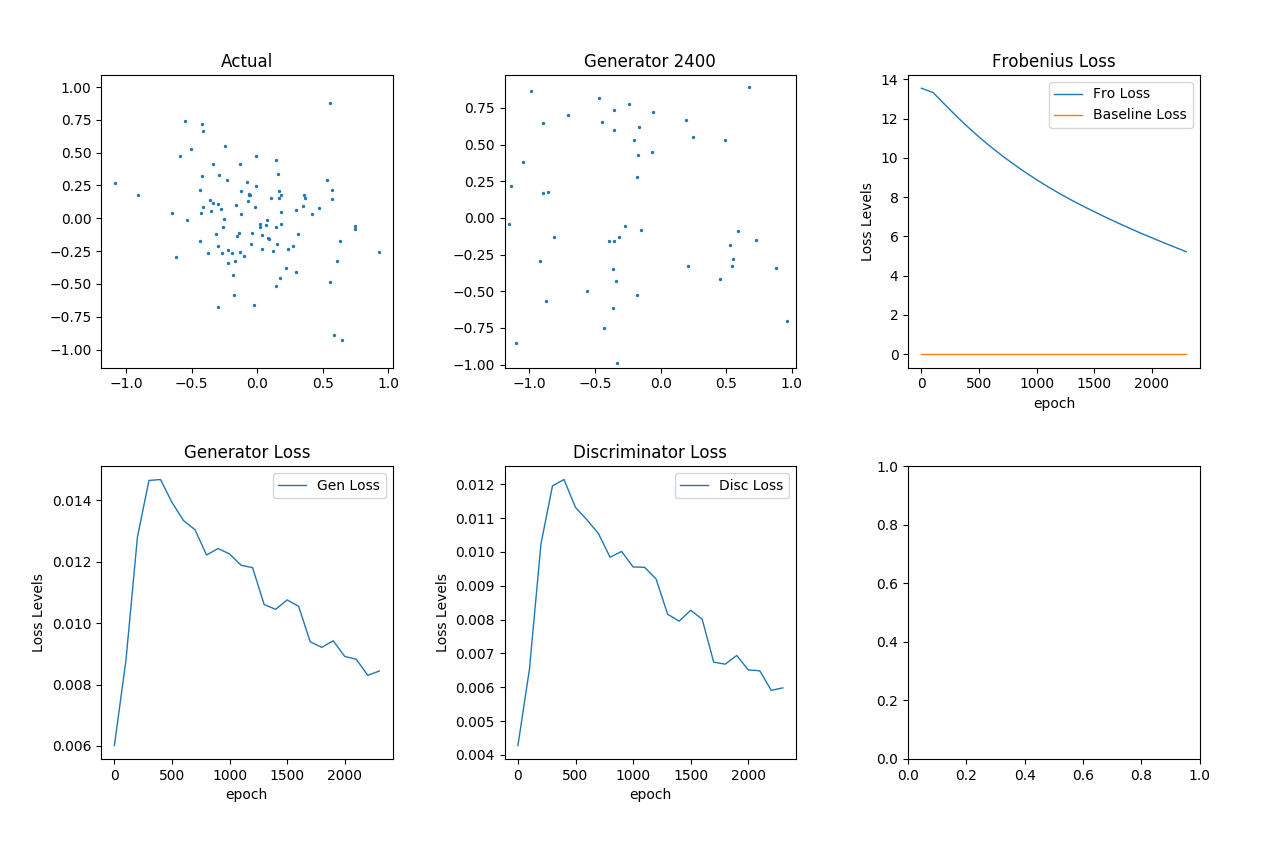 Actual
1.00
0.75
0.50
0.25
0.00
−0.25
−0.50
−0.75
−1.00
−1.0 −0.5 0.0 0.5 1.0
Generator 2400
0.75
0.50
0.25
0.00
−0.25
−0.50
−0.75
−1.00
−1.0 −0.5 0.0 0.5 1.0
Frobenius Loss
Fro Loss
Baseline Loss
Loss Levels
14
12
10
8
6
4
2
0
0 500 1000 1500 2000
epoch
Generator Loss
Gen Loss
Loss Levels
0.014
0.012
0.010
0.008
0.006
0 500 1000 1500 2000
epoch
Discriminator Loss
Disc Loss
Loss Levels
0.012
0.011
0.010
0.009
0.008
0.007
0.006
0.005
0.004
0 500 1000 1500 2000
epoch
1.0
0.8
0.6
0.4
0.2
0.0
0.0 0.2 0.4 0.6 0.8 1.0